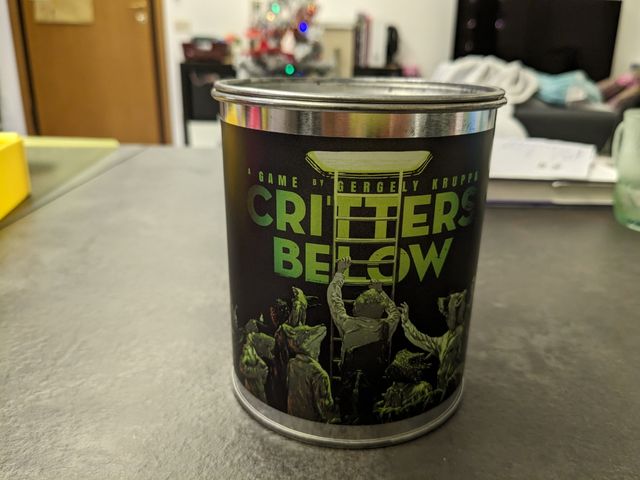 A GAME BY GERGELY KRUPPA
CRITTERS
BELOW